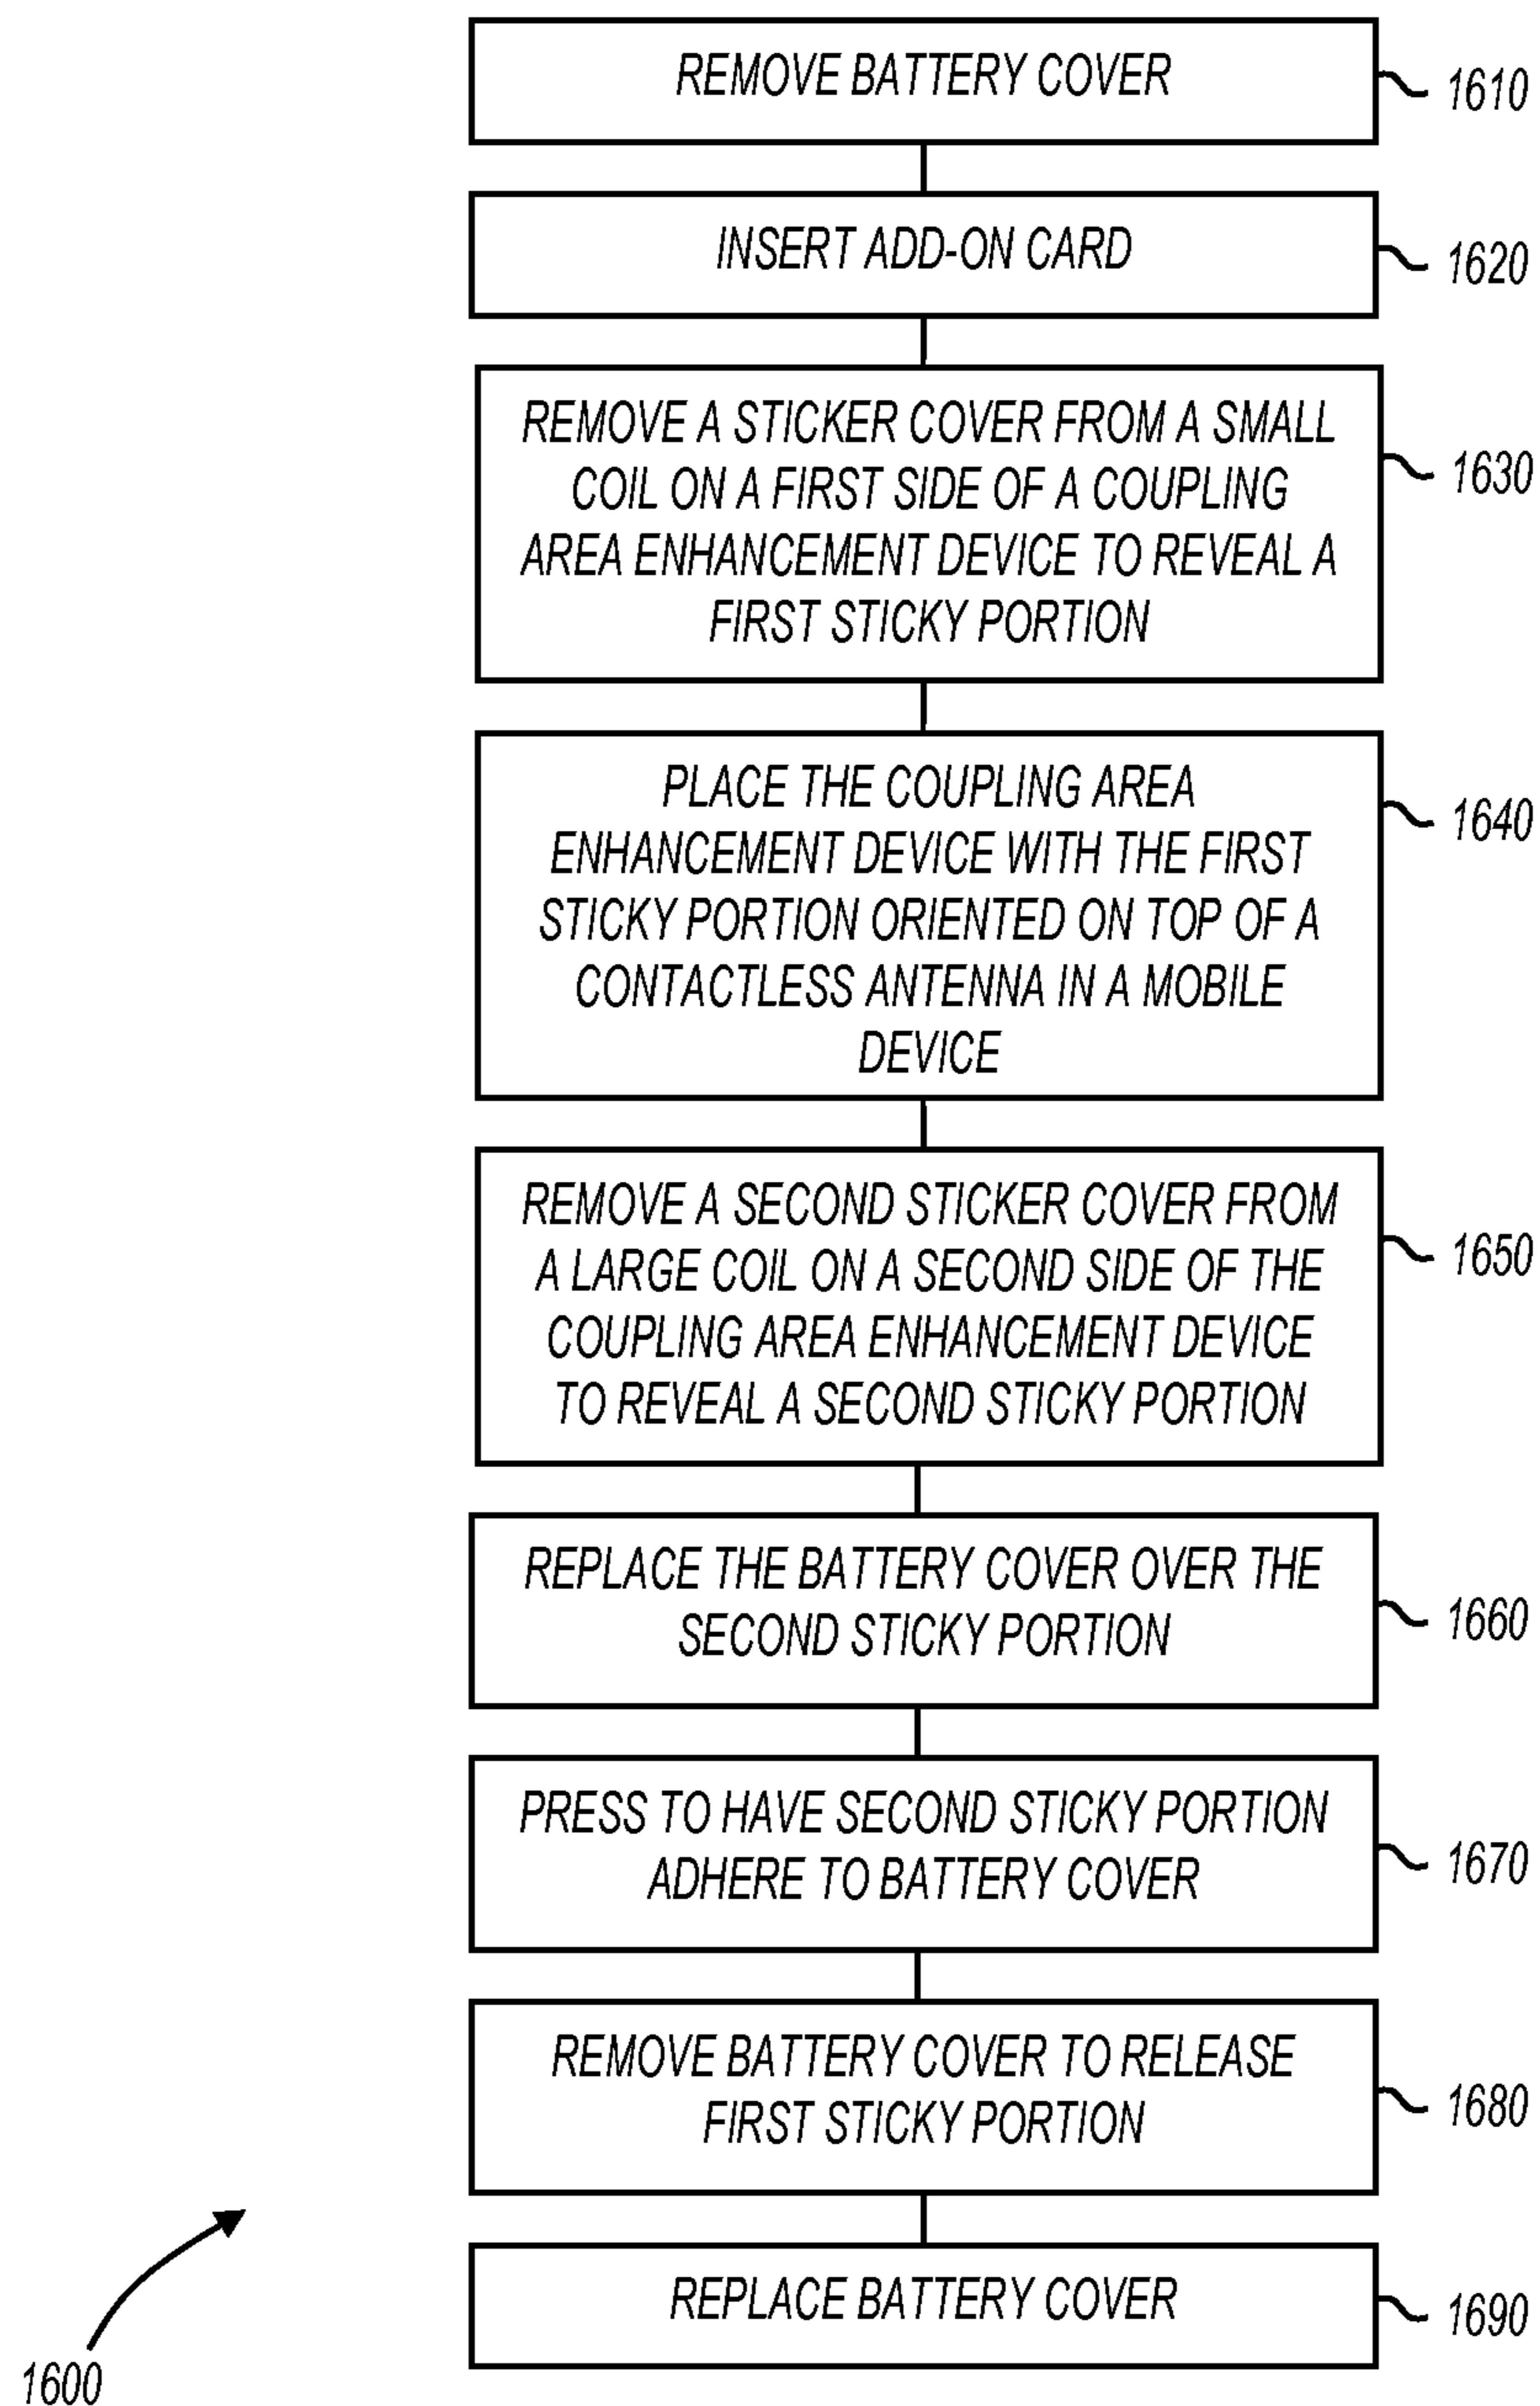 REMOVE BATTERY COVER
1610
INSERT ADD-ON CARD
1620
REMOVE A STICKER COVER FROM A SMALL
COIL ON A FIRST SIDE OF A COUPLING
AREA ENHANCEMENT DEVICE TO REVEAL A
FIRST STICKY PORTION
1630
PLACE THE COUPLING AREA
ENHANCEMENT DEVICE WITH THE FIRST
STICKY PORTION ORIENTED ON TOP OF A
CONTACTLESS ANTENNA IN A MOBILE
DEVICE
1640
REMOVE A SECOND STICKER COVER FROM
A LARGE COIL ON A SECOND SIDE OF THE
COUPLING AREA ENHANCEMENT DEVICE
TO REVEAL A SECOND STICKY PORTION
1650
REPLACE THE BATTERY COVER OVER THE
SECOND STICKY PORTION
1660
PRESS TO HAVE SECOND STICKY PORTION
ADHERE TO BATTERY COVER
1670
REMOVE BATTERY COVER TO RELEASE
FIRST STICKY PORTION
1680
REPLACE BATTERY COVER
1690
1600